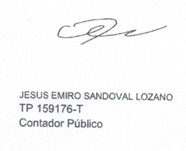 JESUS EMIRO SANDOVAL LOZANO
TP 159176-T
Contador Público